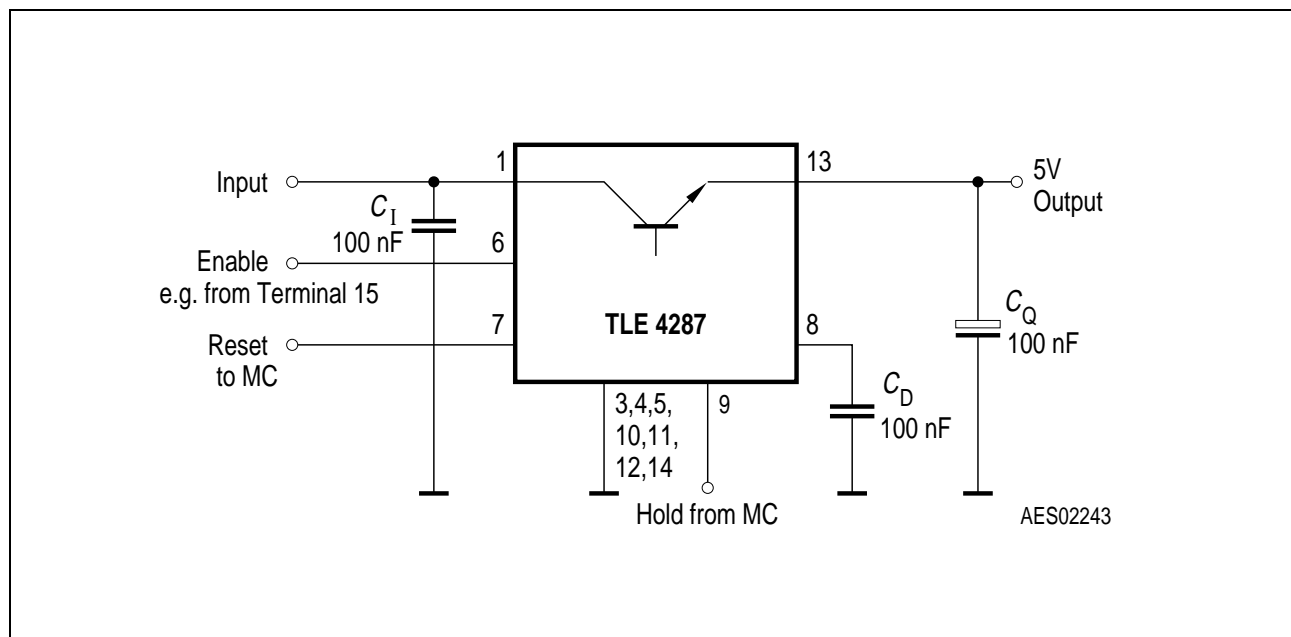 1
13
Input
5V
Output
C_I
100 nF
6
Enable
e.g. from Terminal 15
TLE 4287
C_Q
100 nF
7
8
Reset
to MC
C_D
100 nF
3,4,5,
10,11,
12,14
9
Hold from MC
AES02243